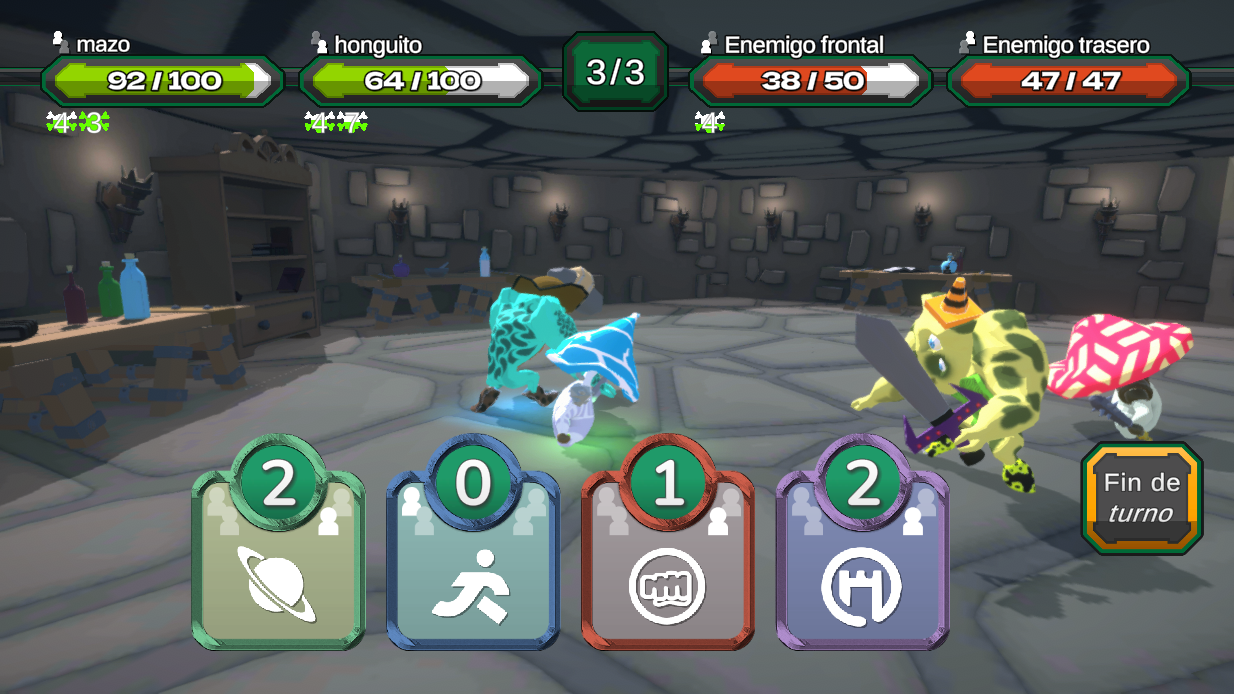 mazo
honguito
Enemigo frontal
Enemigo trasero
92 / 100
64 / 100
3/3
38 / 50
47 / 47
4 3
4 7
4
2
0
1
2
Fin de
turno